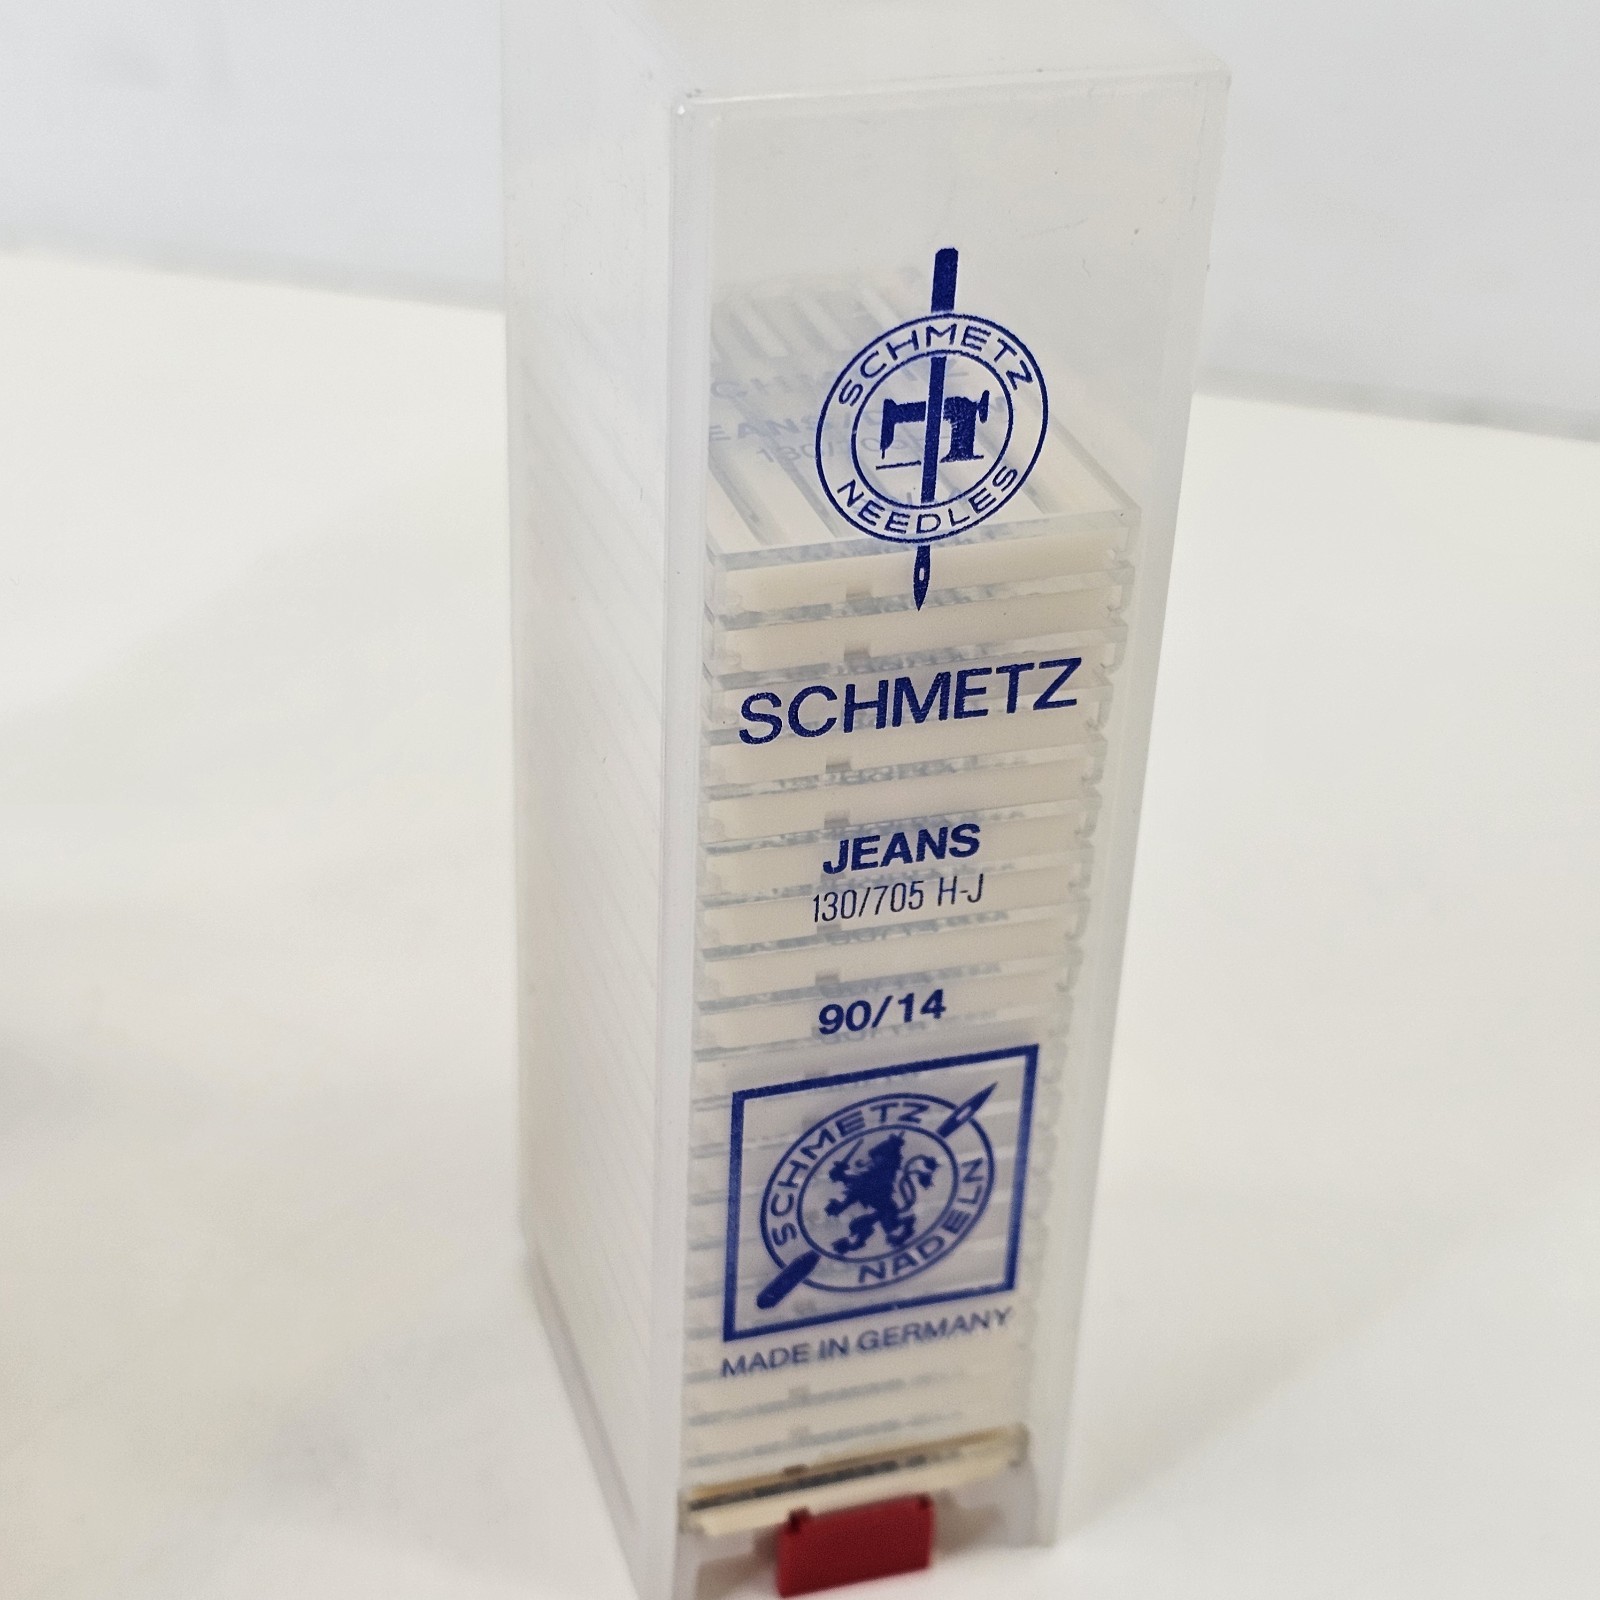 SCHMETZ
NEEDLES
SCHMETZ
JEANS
130/705 H-J
90/14
SCHMETZ
NADELN
MADE IN GERMANY